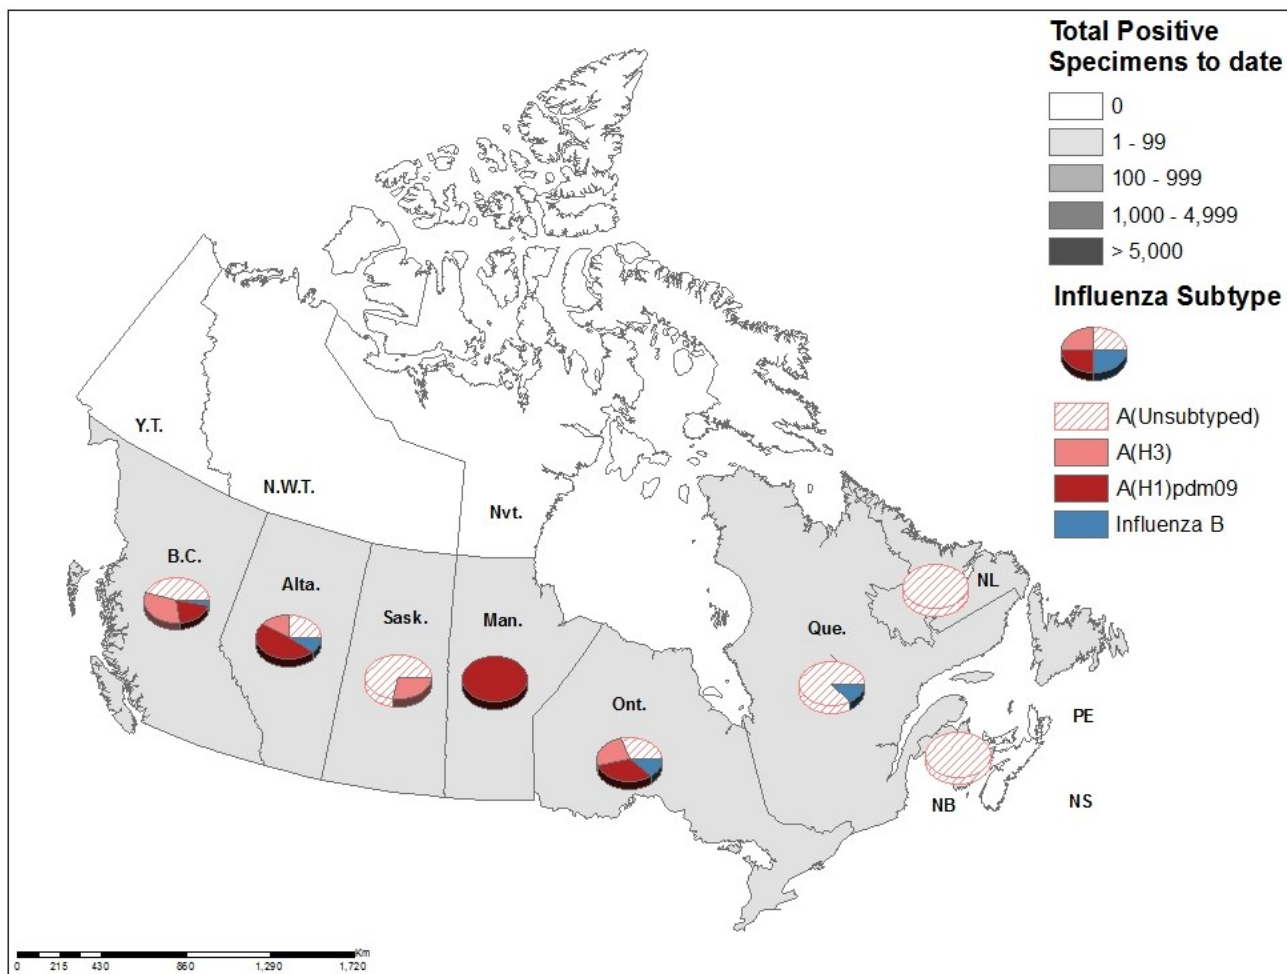 Total Positive
Specimens to date
0
1 - 99
100 - 999
1,000 - 4,999
> 5,000
Influenza Subtype
A(Unsubtyped)
A(H3)
A(H1)pdm09
Influenza B
Y.T.
N.W.T.
Nvt.
B.C.
Alta.
Sask.
Man.
Ont.
Que.
NL
PE
NB
NS
Km
0 215 430 860 1,290 1,720